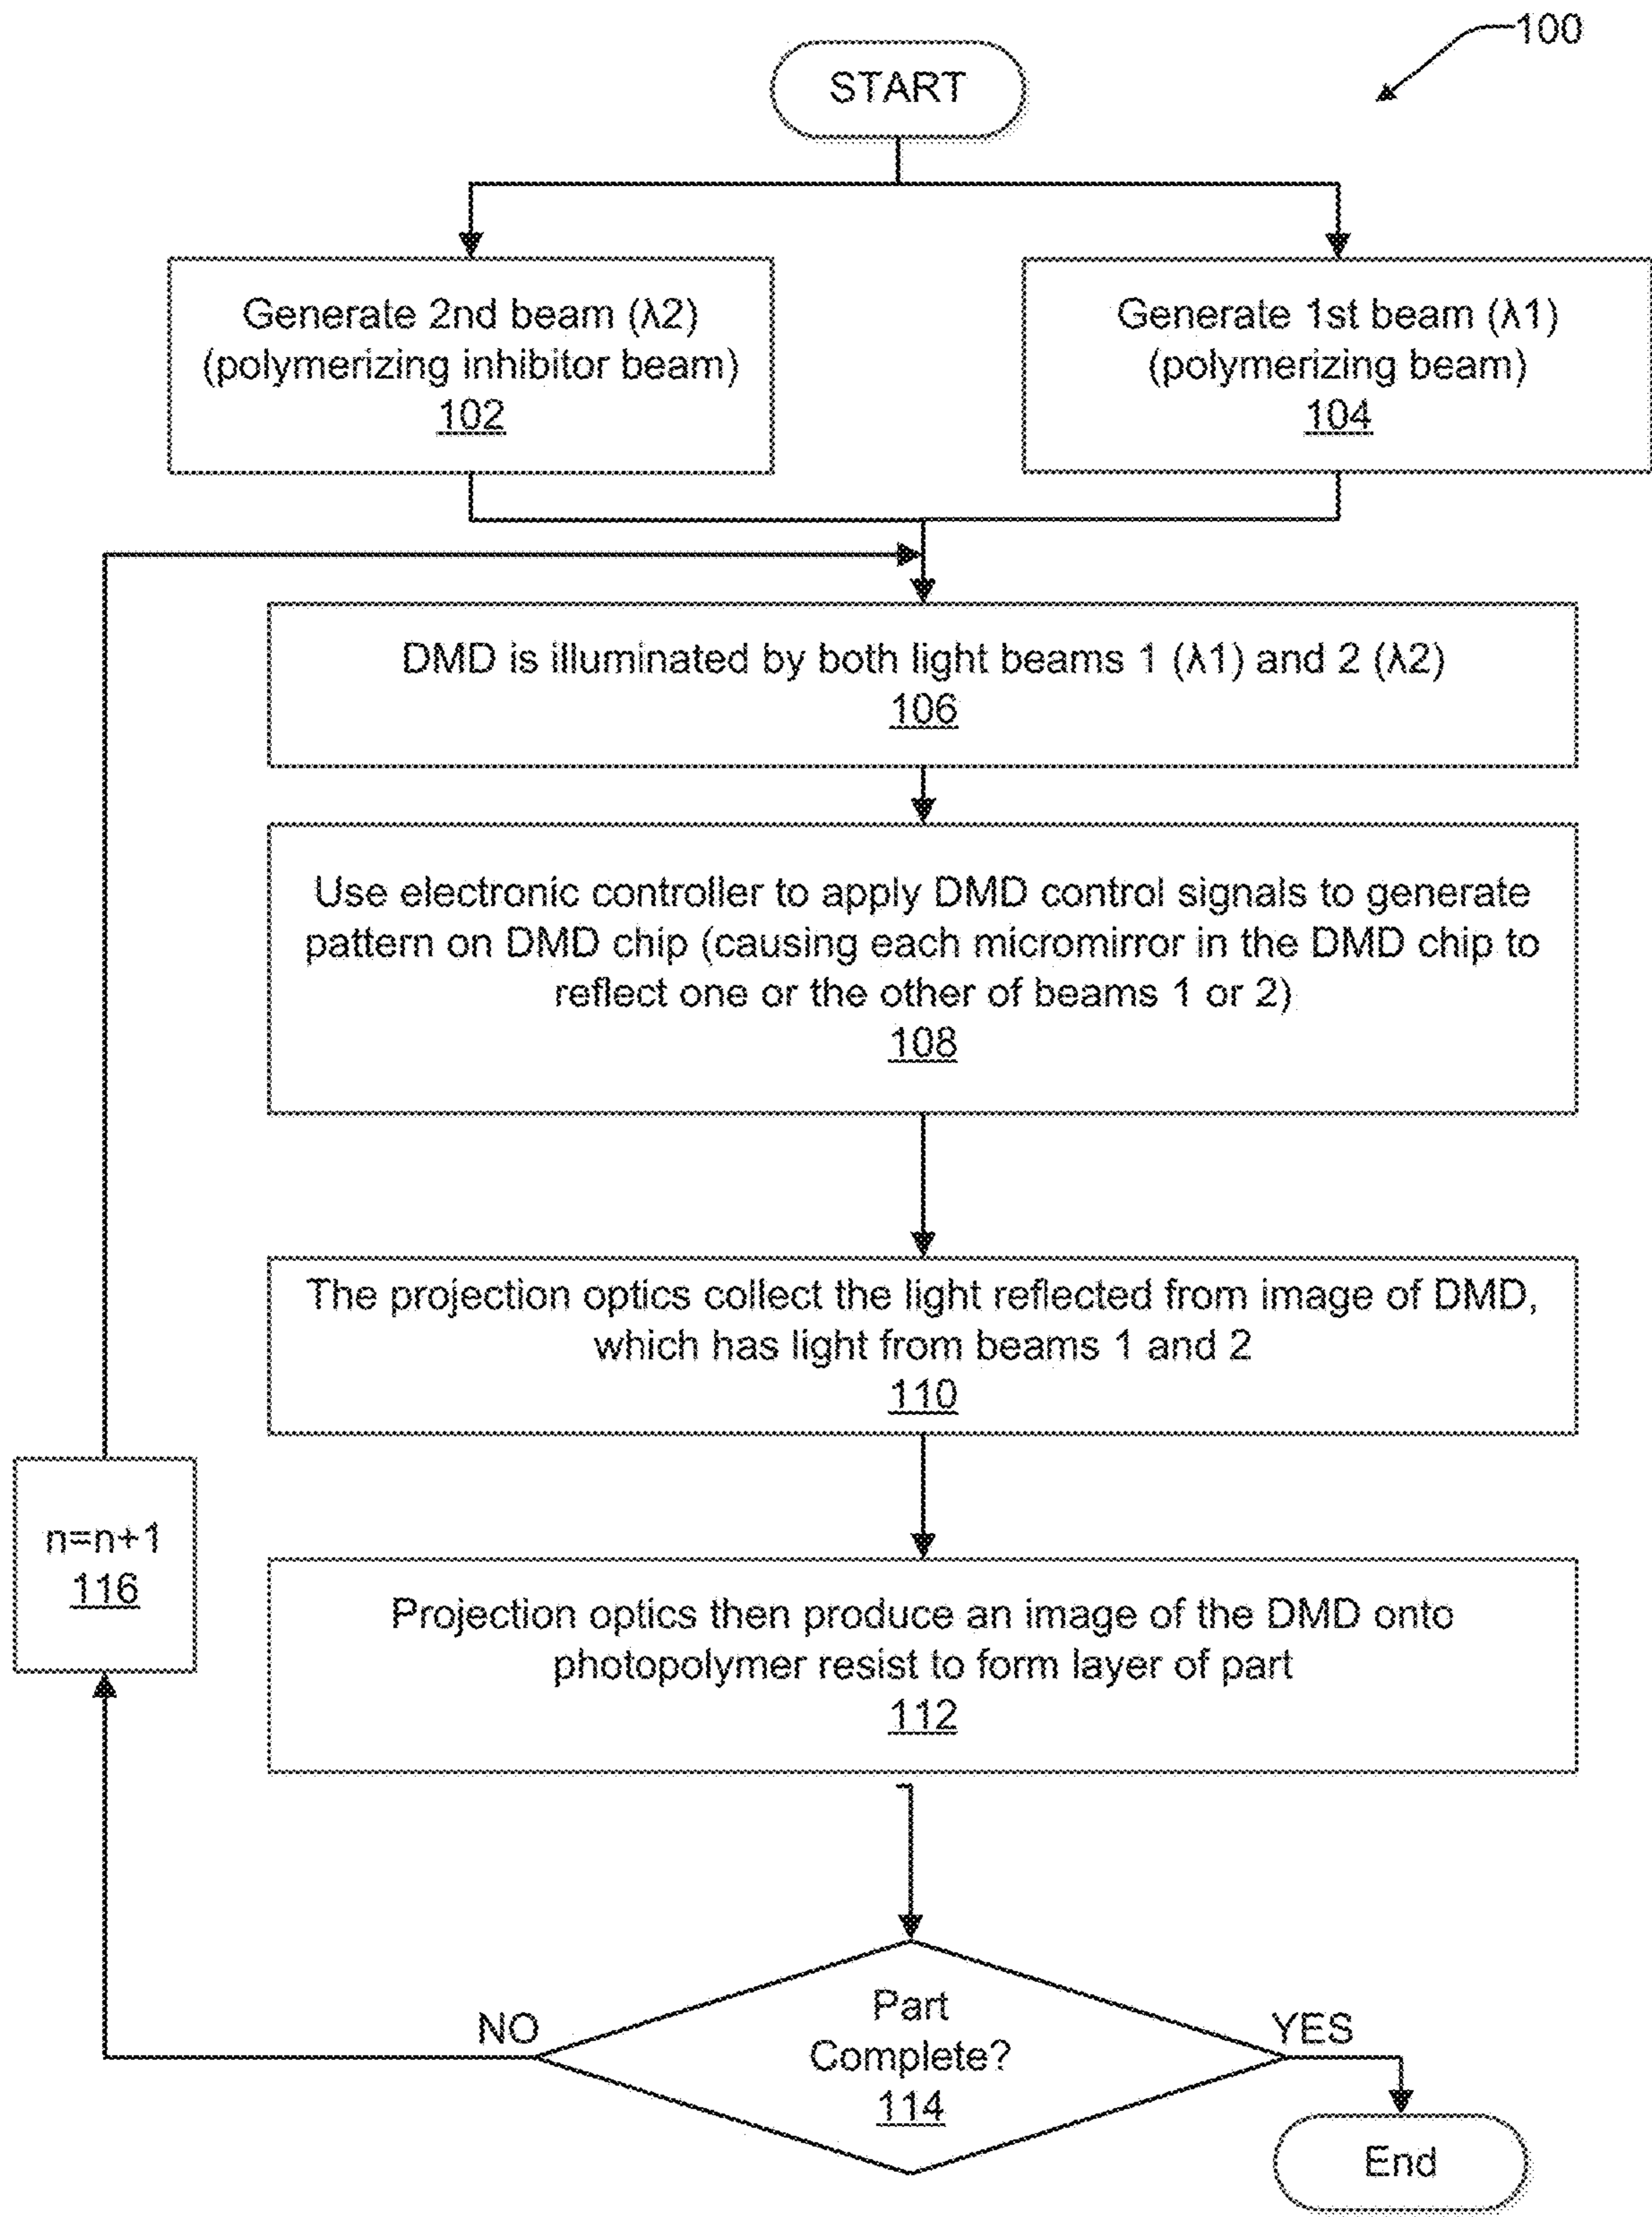 100
START
Generate 2nd beam (λ2)
(polymerizing inhibitor beam)
102
Generate 1st beam (λ1)
(polymerizing beam)
104
DMD is illuminated by both light beams 1 (λ1) and 2 (λ2)
106
Use electronic controller to apply DMD control signals to generate
pattern on DMD chip (causing each micromirror in the DMD chip to
reflect one or the other of beams 1 or 2)
108
The projection optics collect the light reflected from image of DMD,
which has light from beams 1 and 2
110
n=n+1
116
Projection optics then produce an image of the DMD onto
photopolymer resist to form layer of part
112
NO
Part
Complete?
114
YES
End